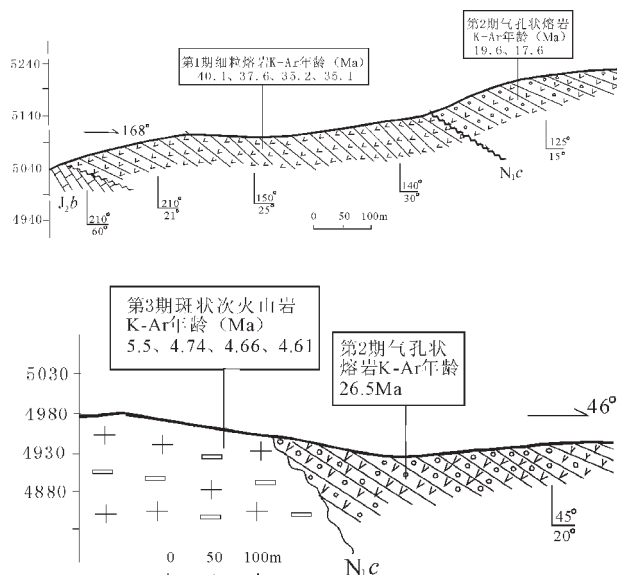 第2期气孔状熔岩
K-Ar年龄（Ma）
19.6、17.6
第1期细粒熔岩K-Ar年龄（Ma）
40.1、37.6、35.2、35.1
5240
5140
5040
4940
168°
J₂b
210°
60°
210°
21°
150°
25°
140°
30°
N₁c
125°
15°
0 50 100m
第3期斑状次火山岩
K-Ar年龄（Ma）
5.5、4.74、4.66、4.61
第2期气孔状
熔岩K-Ar年龄
26.5Ma
5030
4980
4930
4880
46°
45°
20°
0 50 100m
N₁c